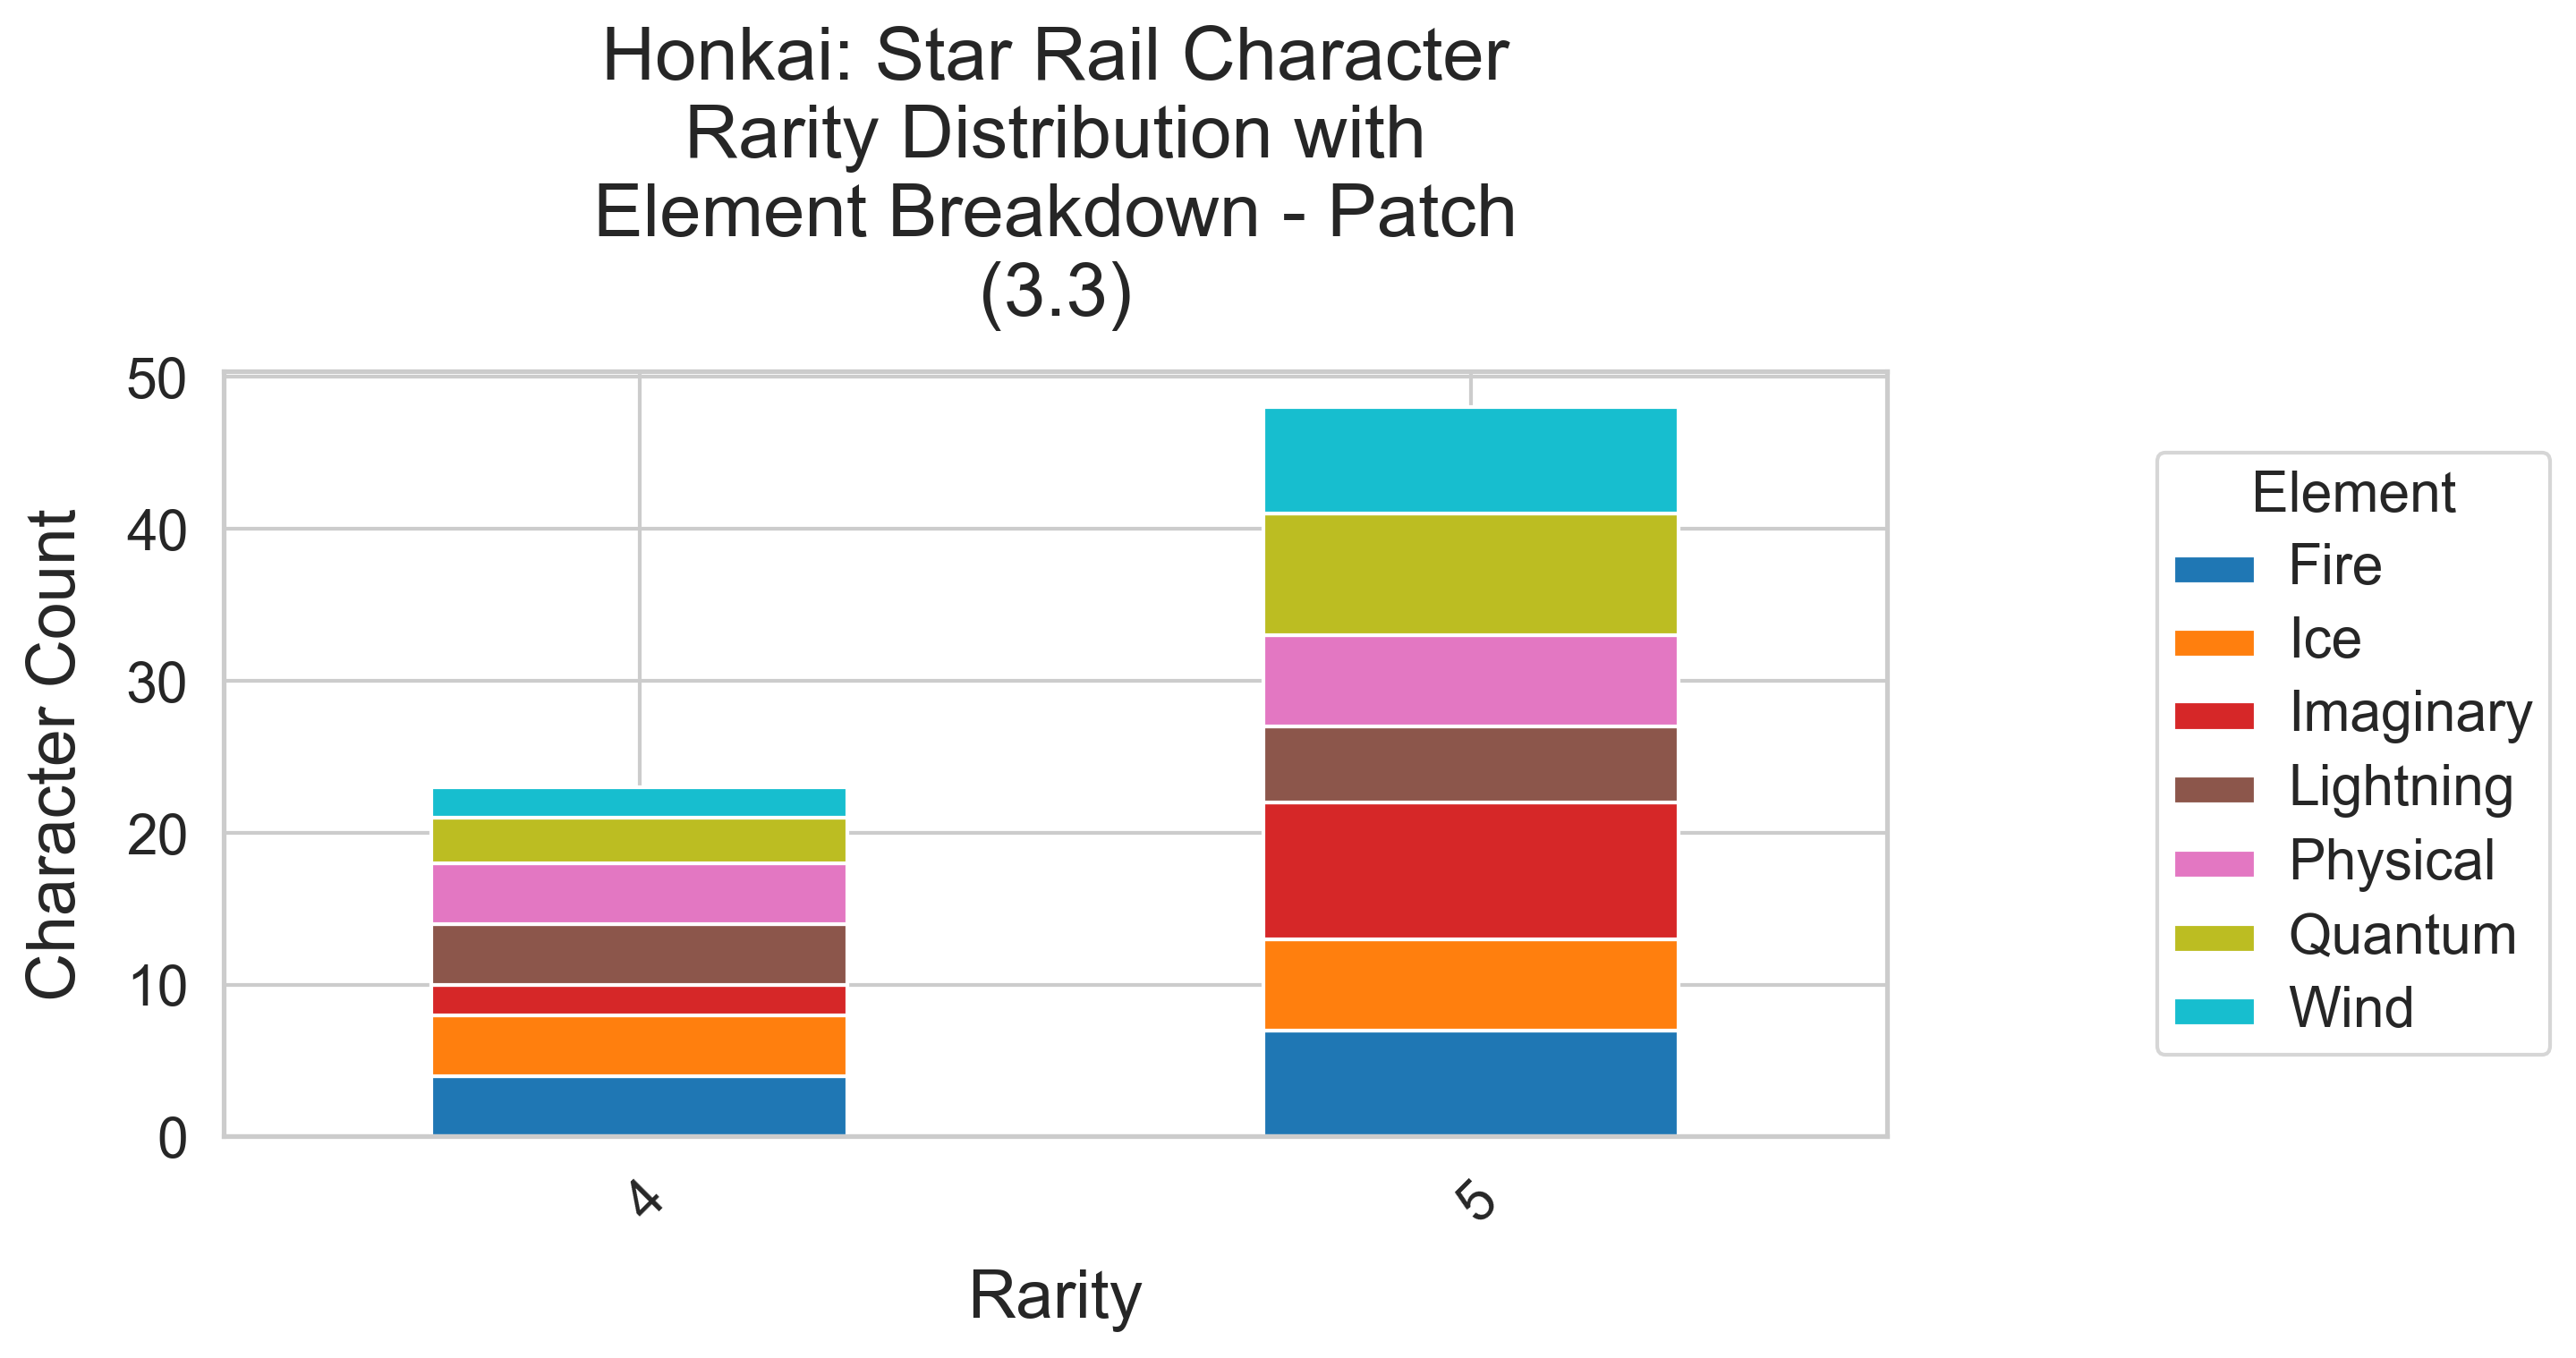 Honkai: Star Rail Character
Rarity Distribution with
Element Breakdown - Patch
(3.3)
50
40
30
20
10
0
Character Count
4
5
Rarity
Element
Fire
Ice
Imaginary
Lightning
Physical
Quantum
Wind